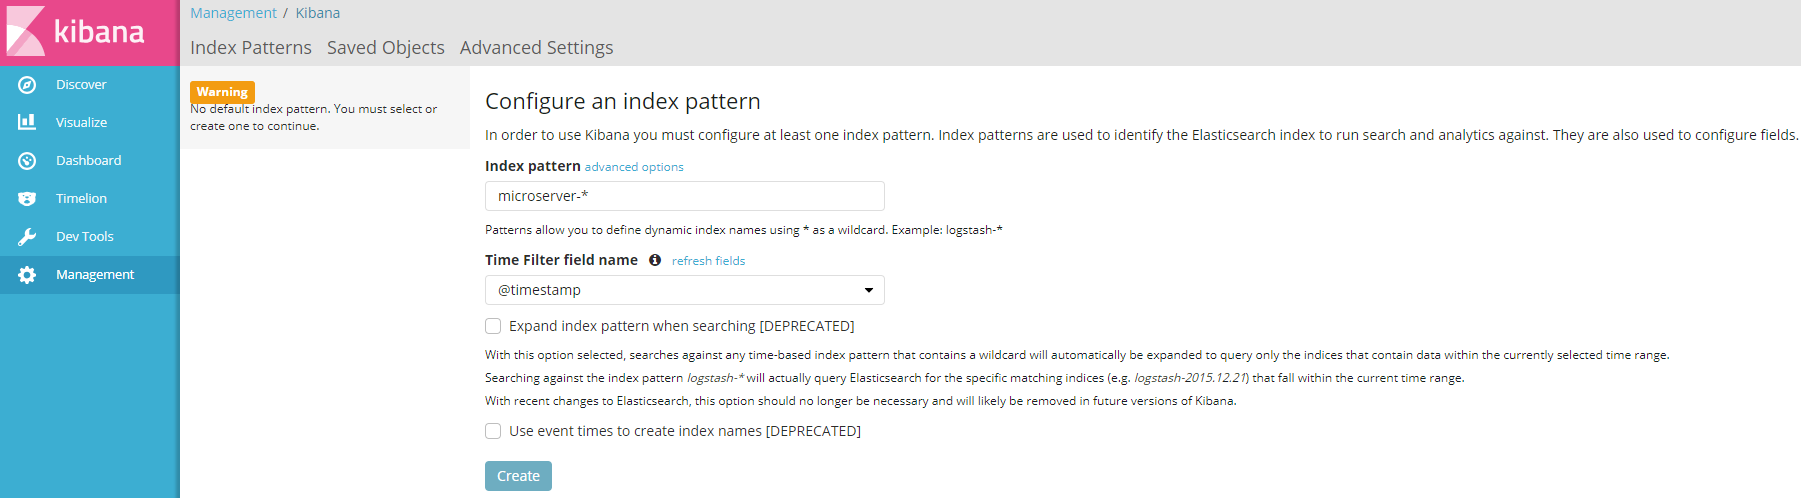 kibana
Discover
Visualize
Dashboard
Timelion
Dev Tools
Management
Management / Kibana
Index Patterns Saved Objects Advanced Settings
Warning
No default index pattern. You must select or
create one to continue.
Configure an index pattern
In order to use Kibana you must configure at least one index pattern. Index patterns are used to identify the Elasticsearch index to run search and analytics against. They are also used to configure fields.
Index pattern advanced options
microserver-*
Patterns allow you to define dynamic index names using * as a wildcard. Example: logstash-*
Time Filter field name refresh fields
@timestamp
Expand index pattern when searching [DEPRECATED]
With this option selected, searches against any time-based index pattern that contains a wildcard will automatically be expanded to query only the indices that contain data within the currently selected time range.
Searching against the index pattern logstash-* will actually query Elasticsearch for the specific matching indices (e.g. logstash-2015.12.21) that fall within the current time range.
With recent changes to Elasticsearch, this option should no longer be necessary and will likely be removed in future versions of Kibana.
Use event times to create index names [DEPRECATED]
Create